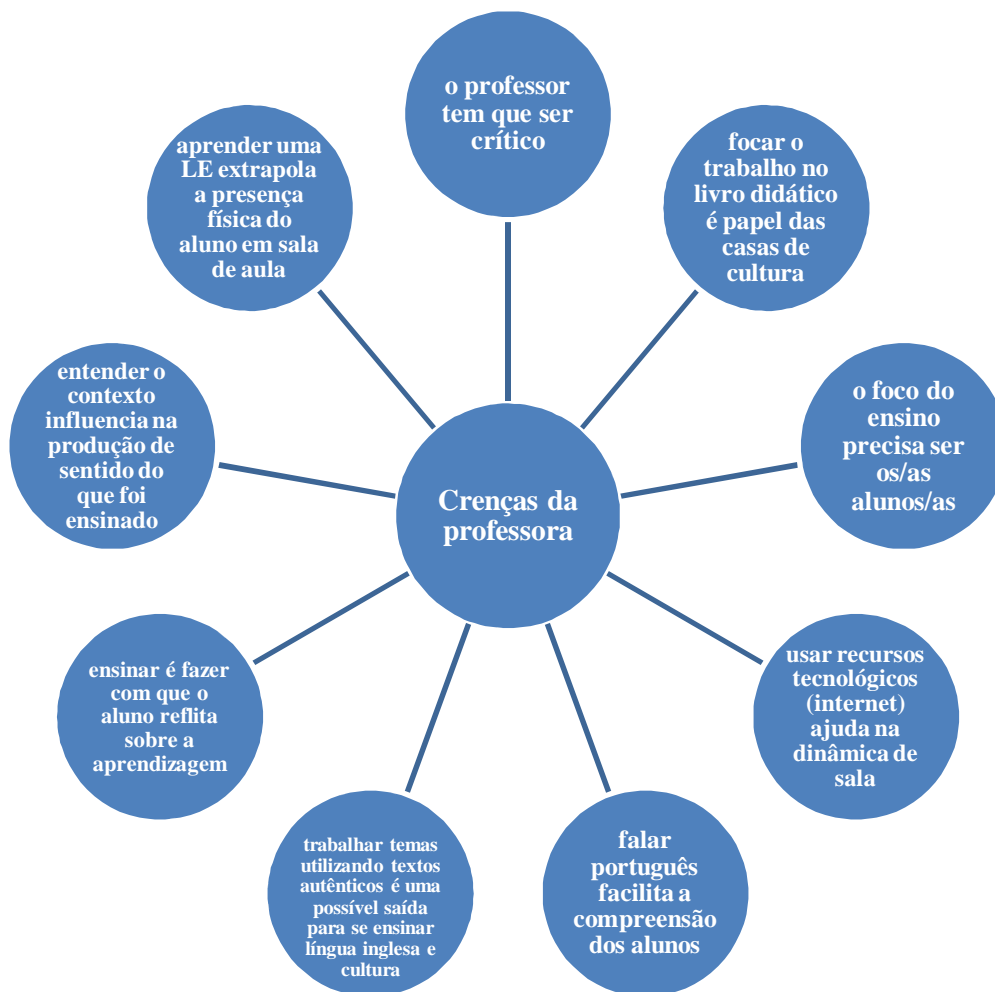 o professor
tem que ser
crítico
focar o
trabalho no
livro didático
é papel das
casas de
cultura
o foco do
ensino
precisa ser
os/as
alunos/as
usar recursos
tecnológicos
(internet)
ajuda na
dinâmica de
sala
falar
português
facilita a
compreensão
dos alunos
trabalhar temas
utilizando textos
autênticos é uma
possível saída
para se ensinar
língua inglesa e
cultura
ensinar é fazer
com que o
aluno reflita
sobre a
aprendizagem
entender o
contexto
influencia na
produção de
sentido do
que foi
ensinado
aprender uma
LE extrapola
a presença
física do
aluno em sala
de aula
Crenças da
professora